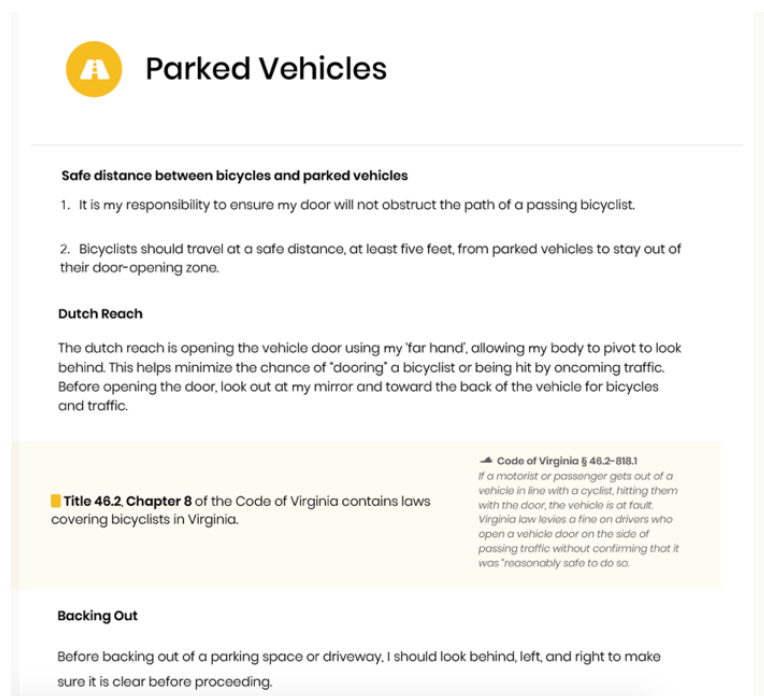 Parked Vehicles
Safe distance between bicycles and parked vehicles
1. It is my responsibility to ensure my door will not obstruct the path of a passing bicyclist.
2. Bicyclists should travel at a safe distance, at least five feet, from parked vehicles to stay out of
their door-opening zone.
Dutch Reach
The dutch reach is opening the vehicle door using my 'far hand', allowing my body to pivot to look
behind. This helps minimize the chance of "dooring" a bicyclist or being hit by oncoming traffic.
Before opening the door, look out at my mirror and toward the back of the vehicle for bicycles
and traffic.
Title 46.2, Chapter 8 of the Code of Virginia contains laws
covering bicyclists in Virginia.
Code of Virginia § 46.2-818.1
If a motorist or passenger gets out of a
vehicle in line with a cyclist, hitting them
with the door, the vehicle is at fault.
Virginia law levies a fine on drivers who
open a vehicle door on the side of
passing traffic without confirming that it
was "reasonably safe to do so.
Backing Out
Before backing out of a parking space or driveway, I should look behind, left, and right to make
sure it is clear before proceeding.